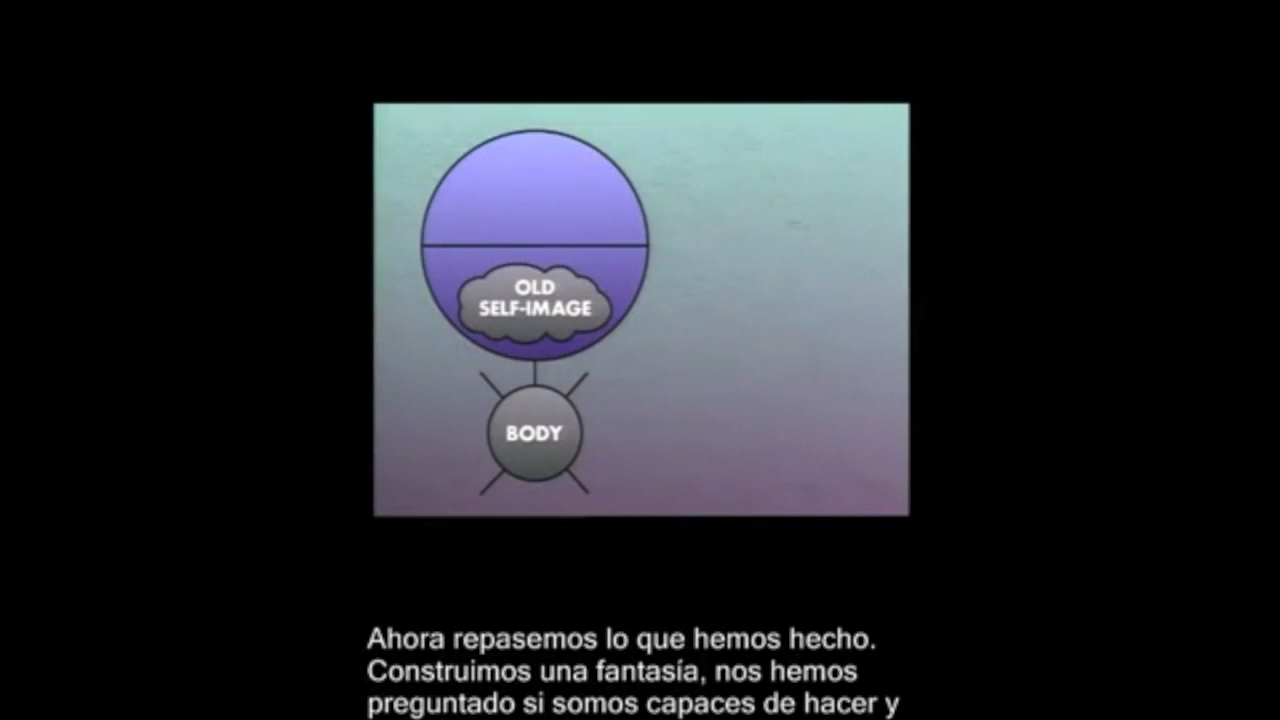 OLD
SELF-IMAGE
BODY
Ahora repasemos lo que hemos hecho.
Construimos una fantasía, nos hemos
preguntado si somos capaces de hacer y